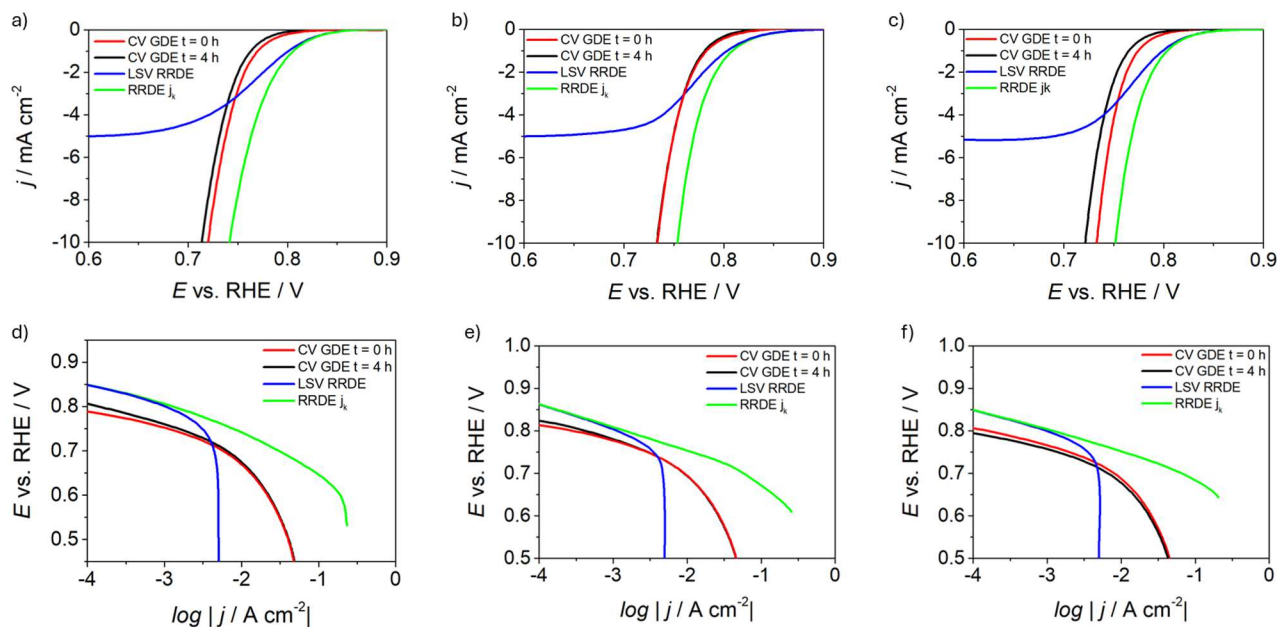 a)
CV GDE t = 0 h
CV GDE t = 4 h
LSV RRDE
RRDE jk
0
-2
-4
-6
-8
-10
0.6
0.7
0.8
0.9
j / mA cm-2
E vs. RHE / V
b)
CV GDE t = 0 h
CV GDE t = 4 h
LSV RRDE
RRDE jk
0
-2
-4
-6
-8
-10
0.6
0.7
0.8
0.9
j / mA cm-2
E vs. RHE / V
c)
CV GDE t = 0 h
CV GDE t = 4 h
LSV RRDE
RRDE jk
0
-2
-4
-6
-8
-10
0.6
0.7
0.8
0.9
j / mA cm-2
E vs. RHE / V
d)
CV GDE t = 0 h
CV GDE t = 4 h
LSV RRDE
RRDE jk
0.9
0.8
0.7
0.6
0.5
-4
-3
-2
-1
0
E vs. RHE / V
log | j / A cm-2|
e)
CV GDE t = 0 h
CV GDE t = 4 h
LSV RRDE
RRDE jk
1.0
0.9
0.8
0.7
0.6
0.5
-4
-3
-2
-1
0
E vs. RHE / V
log | j / A cm-2|
f)
CV GDE t = 0 h
CV GDE t = 4 h
LSV RRDE
RRDE jk
1.0
0.9
0.8
0.7
0.6
0.5
-4
-3
-2
-1
0
E vs. RHE / V
log | j / A cm-2|